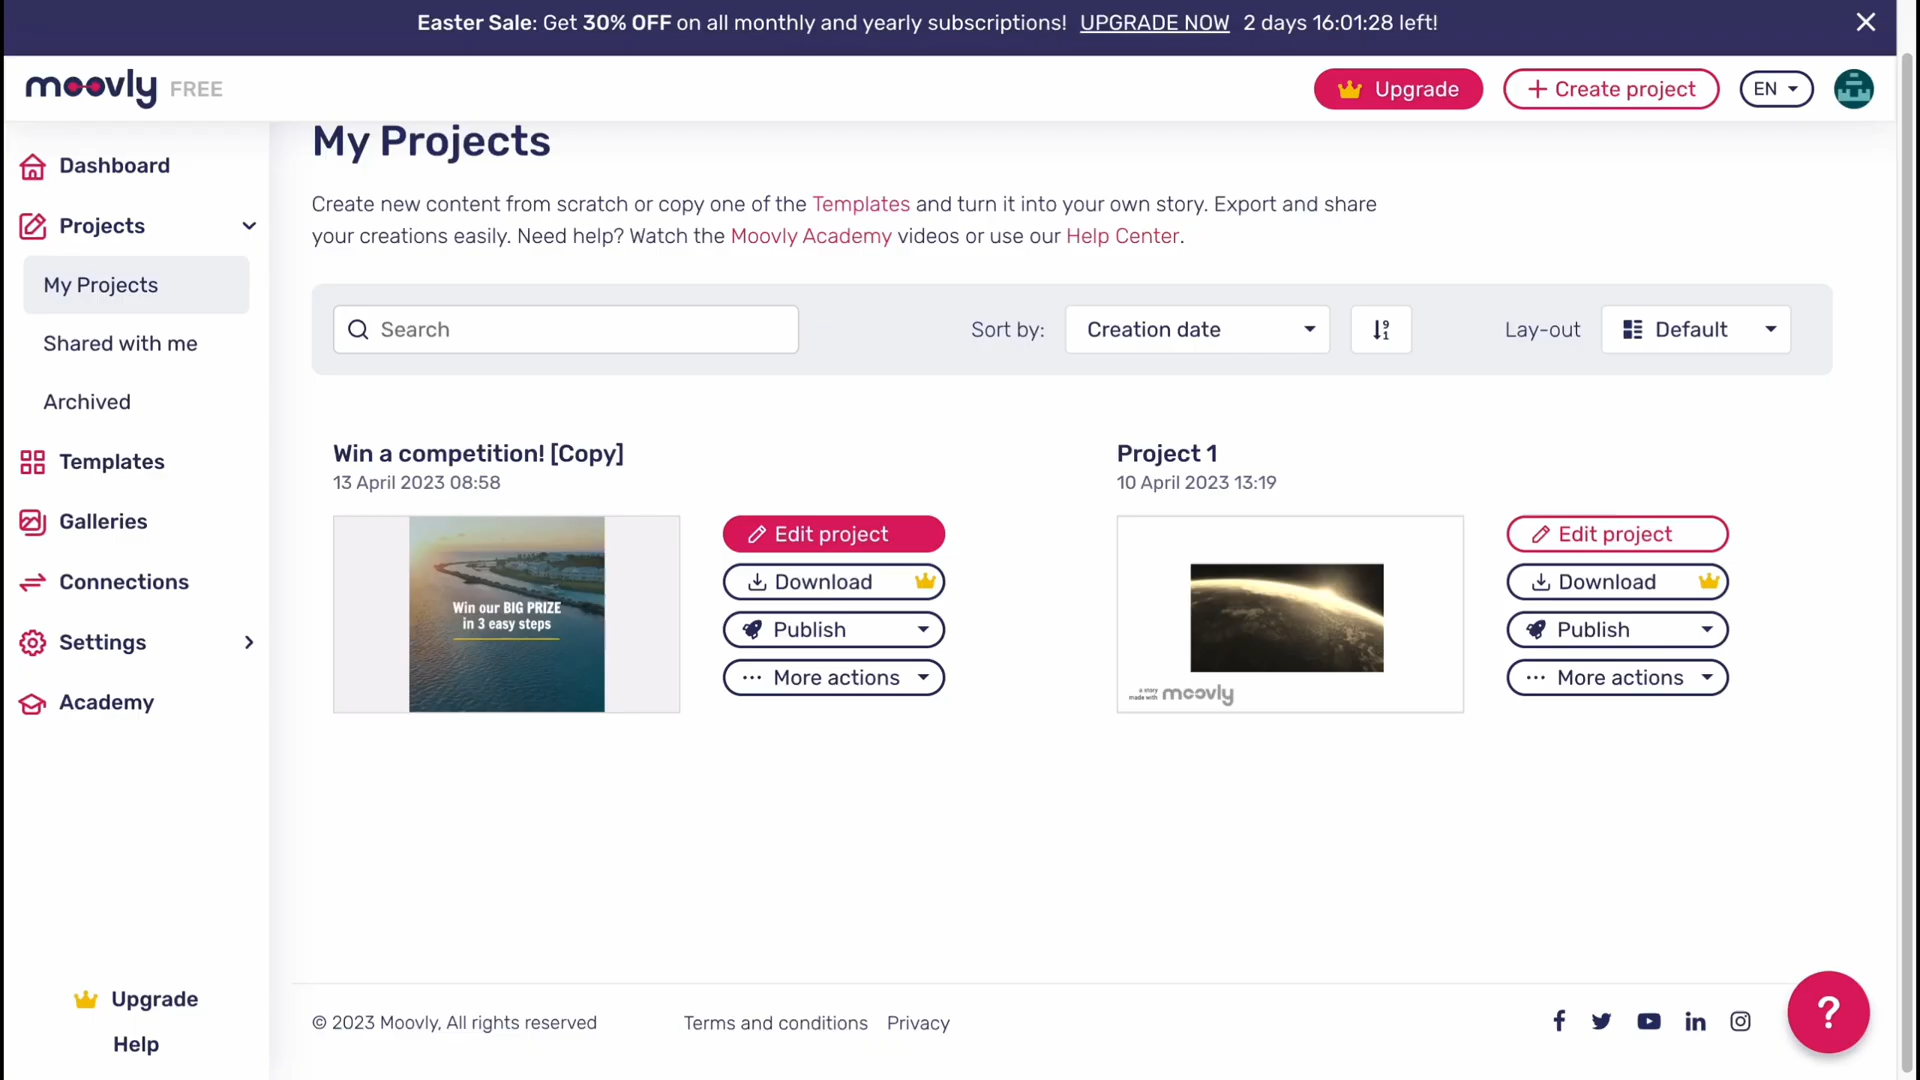 Easter Sale: Get 30% OFF on all monthly and yearly subscriptions! UPGRADE NOW 2 days 16:01:28 left!
moovly FREE
Upgrade
Create project
EN
Dashboard
Projects
My Projects
Shared with me
Archived
Templates
Galleries
Connections
Settings
Academy
Upgrade
Help
My Projects
Create new content from scratch or copy one of the Templates and turn it into your own story. Export and share
your creations easily. Need help? Watch the Moovly Academy videos or use our Help Center.
Search
Sort by: Creation date
Lay-out Default
Win a competition! [Copy]
13 April 2023 08:58
Win our BIG PRIZE
in 3 easy steps
Edit project
Download
Publish
More actions
Project 1
10 April 2023 13:19
a story
made with moovly
Edit project
Download
Publish
More actions
© 2023 Moovly, All rights reserved Terms and conditions Privacy
?